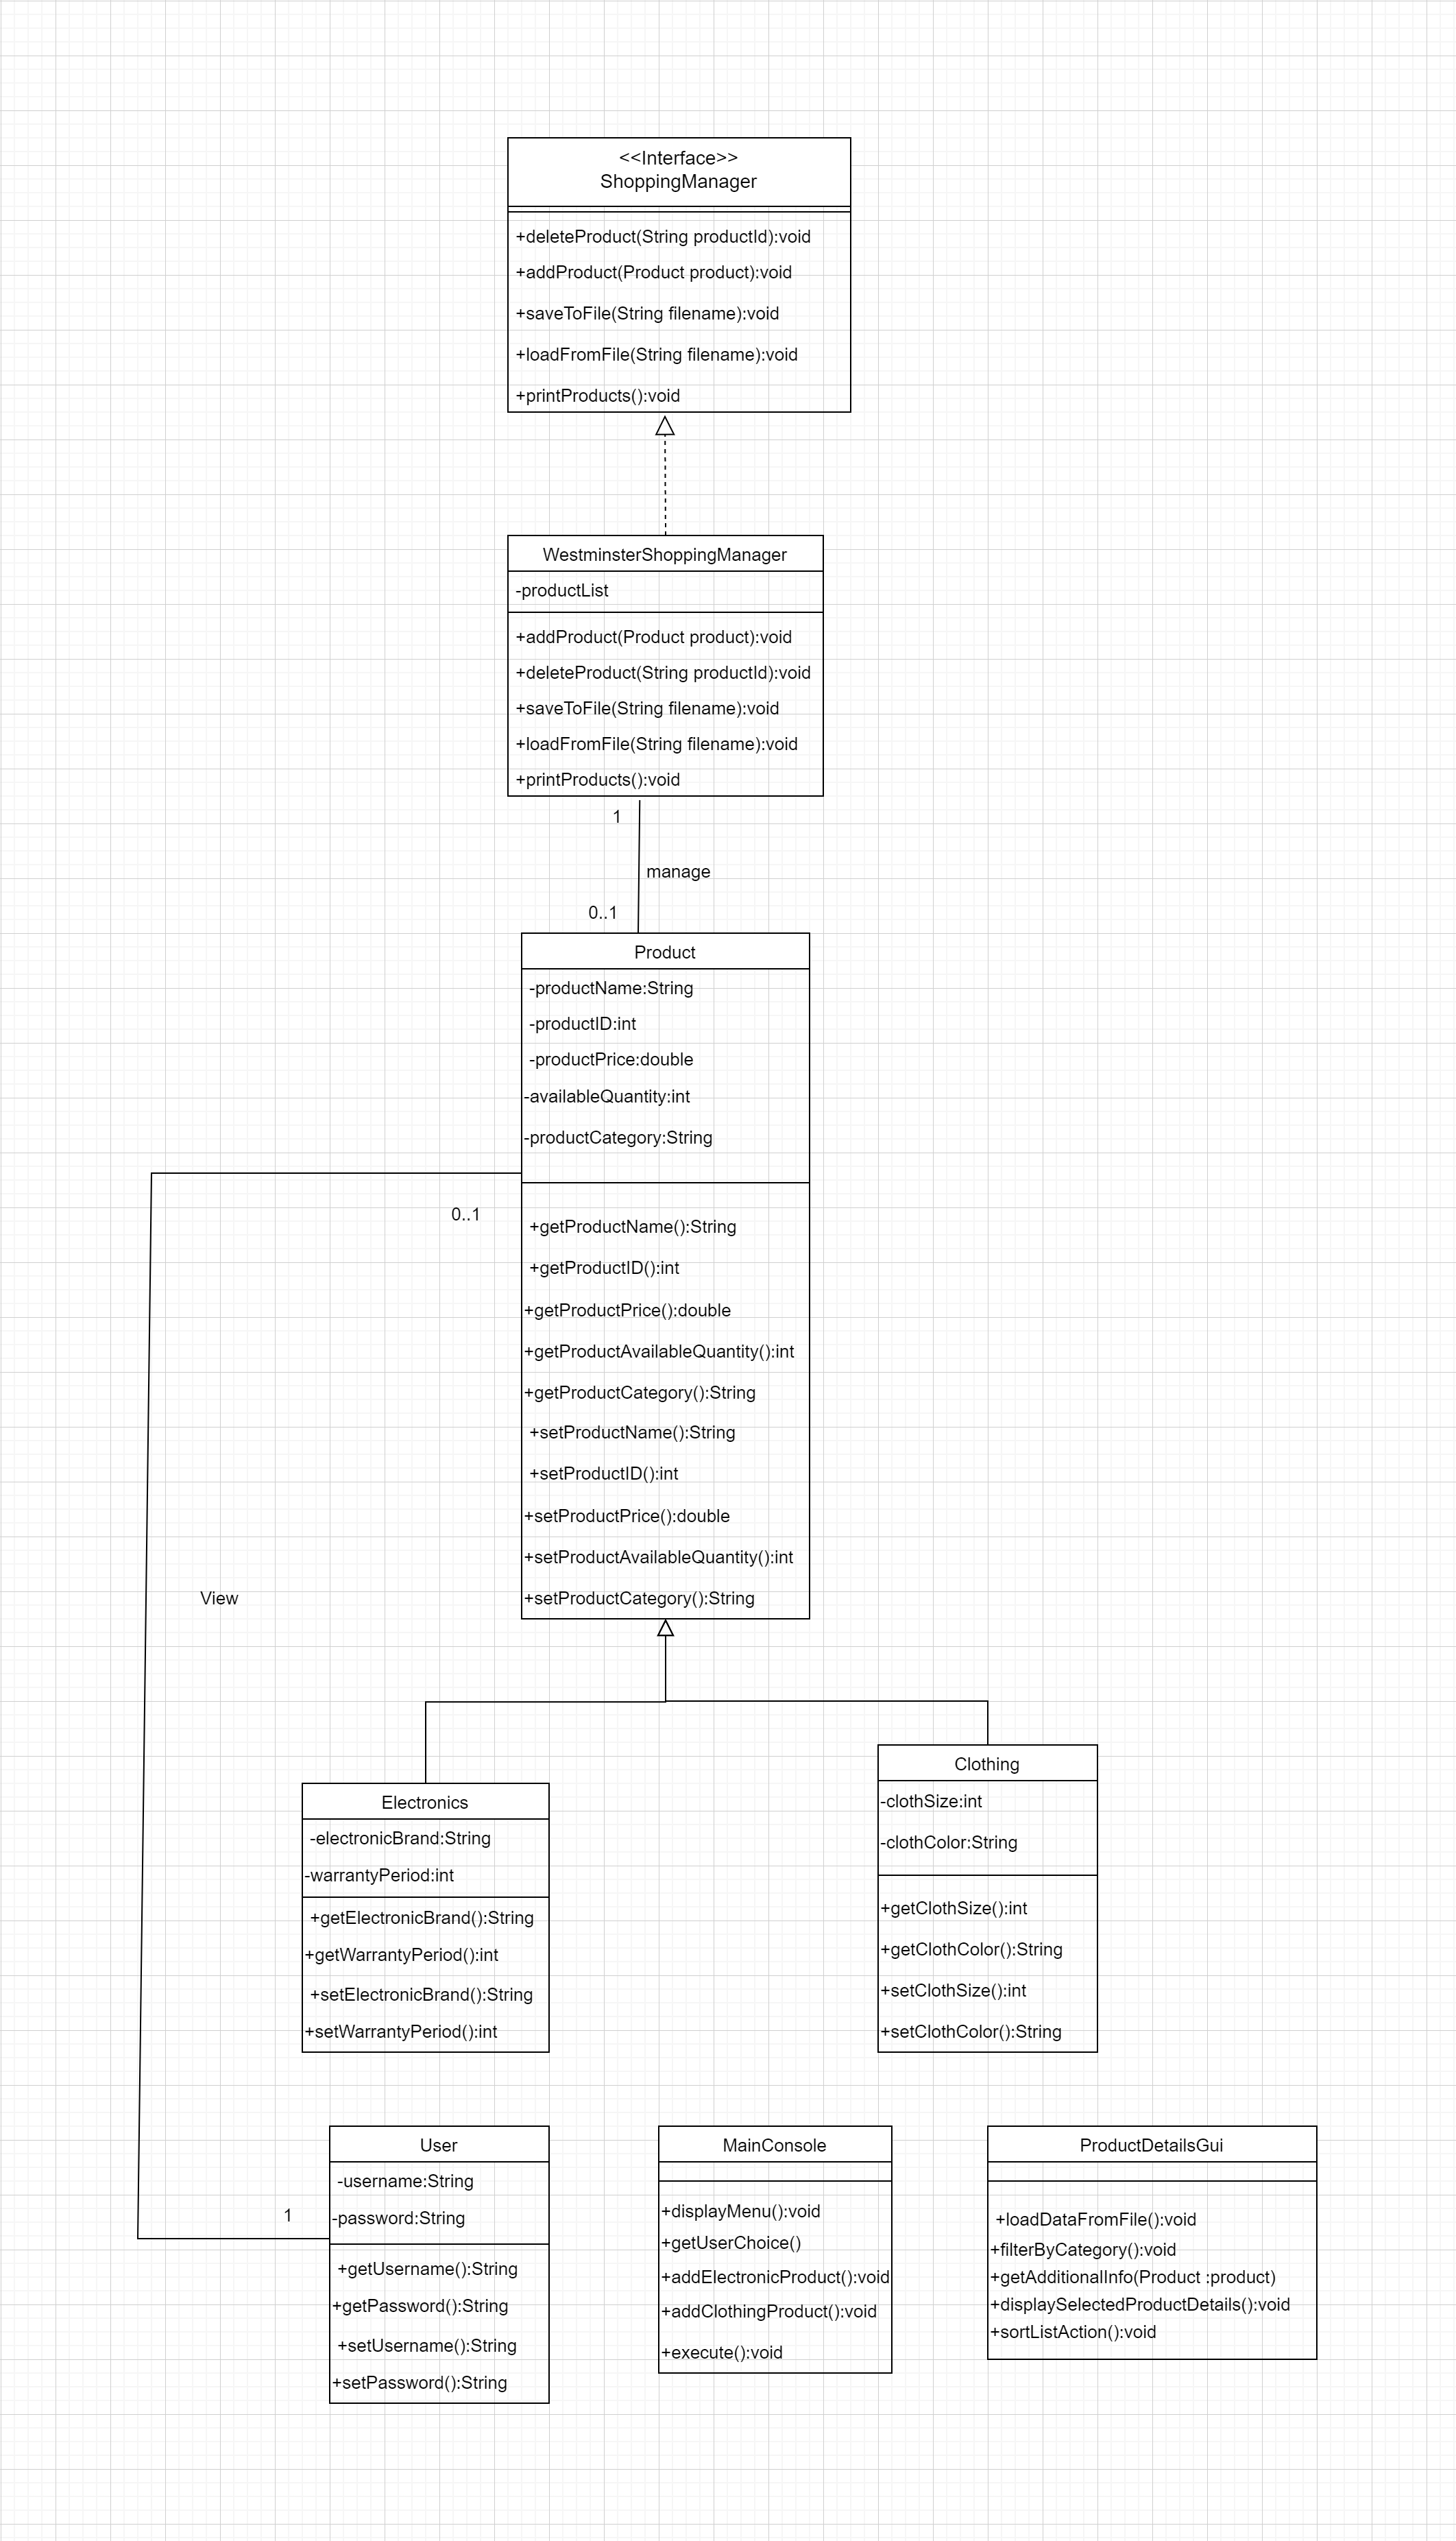 <<Interface>>
ShoppingManager
+deleteProduct(String productId):void
+addProduct(Product product):void
+saveToFile(String filename):void
+loadFromFile(String filename):void
+printProducts():void
WestminsterShoppingManager
-productList
+addProduct(Product product):void
+deleteProduct(String productId):void
+saveToFile(String filename):void
+loadFromFile(String filename):void
+printProducts():void
1
manage
0..1
Product
-productName:String
-productID:int
-productPrice:double
-availableQuantity:int
-productCategory:String
0..1
+getProductName():String
+getProductID():int
+getProductPrice():double
+getProductAvailableQuantity():int
+getProductCategory():String
+setProductName():String
+setProductID():int
+setProductPrice():double
+setProductAvailableQuantity():int
+setProductCategory():String
View
Electronics
-electronicBrand:String
-warrantyPeriod:int
+getElectronicBrand():String
+getWarrantyPeriod():int
+setElectronicBrand():String
+setWarrantyPeriod():int
Clothing
-clothSize:int
-clothColor:String
+getClothSize():int
+getClothColor():String
+setClothSize():int
+setClothColor():String
1
User
-username:String
-password:String
+getUsername():String
+getPassword():String
+setUsername():String
+setPassword():String
MainConsole
+displayMenu():void
+getUserChoice()
+addElectronicProduct():void
+addClothingProduct():void
+execute():void
ProductDetailsGui
+loadDataFromFile():void
+filterByCategory():void
+getAdditionalInfo(Product :product)
+displaySelectedProductDetails():void
+sortListAction():void